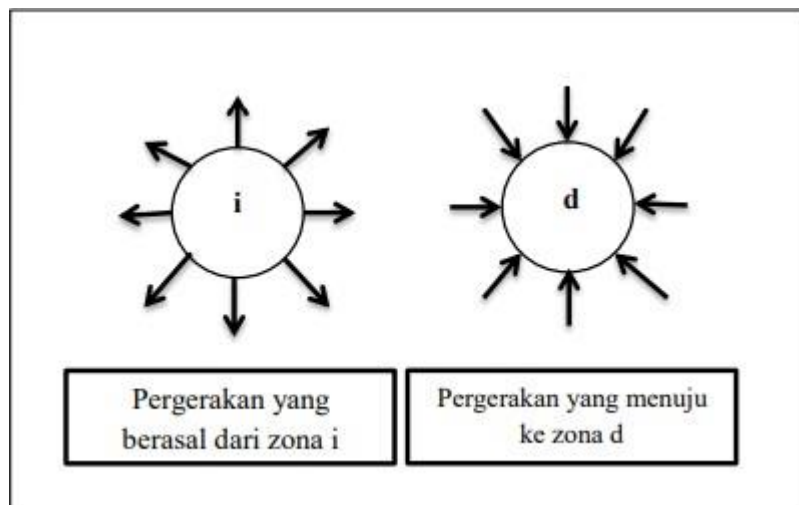 i
d
Pergerakan yang
berasal dari zona i
Pergerakan yang menuju
ke zona d